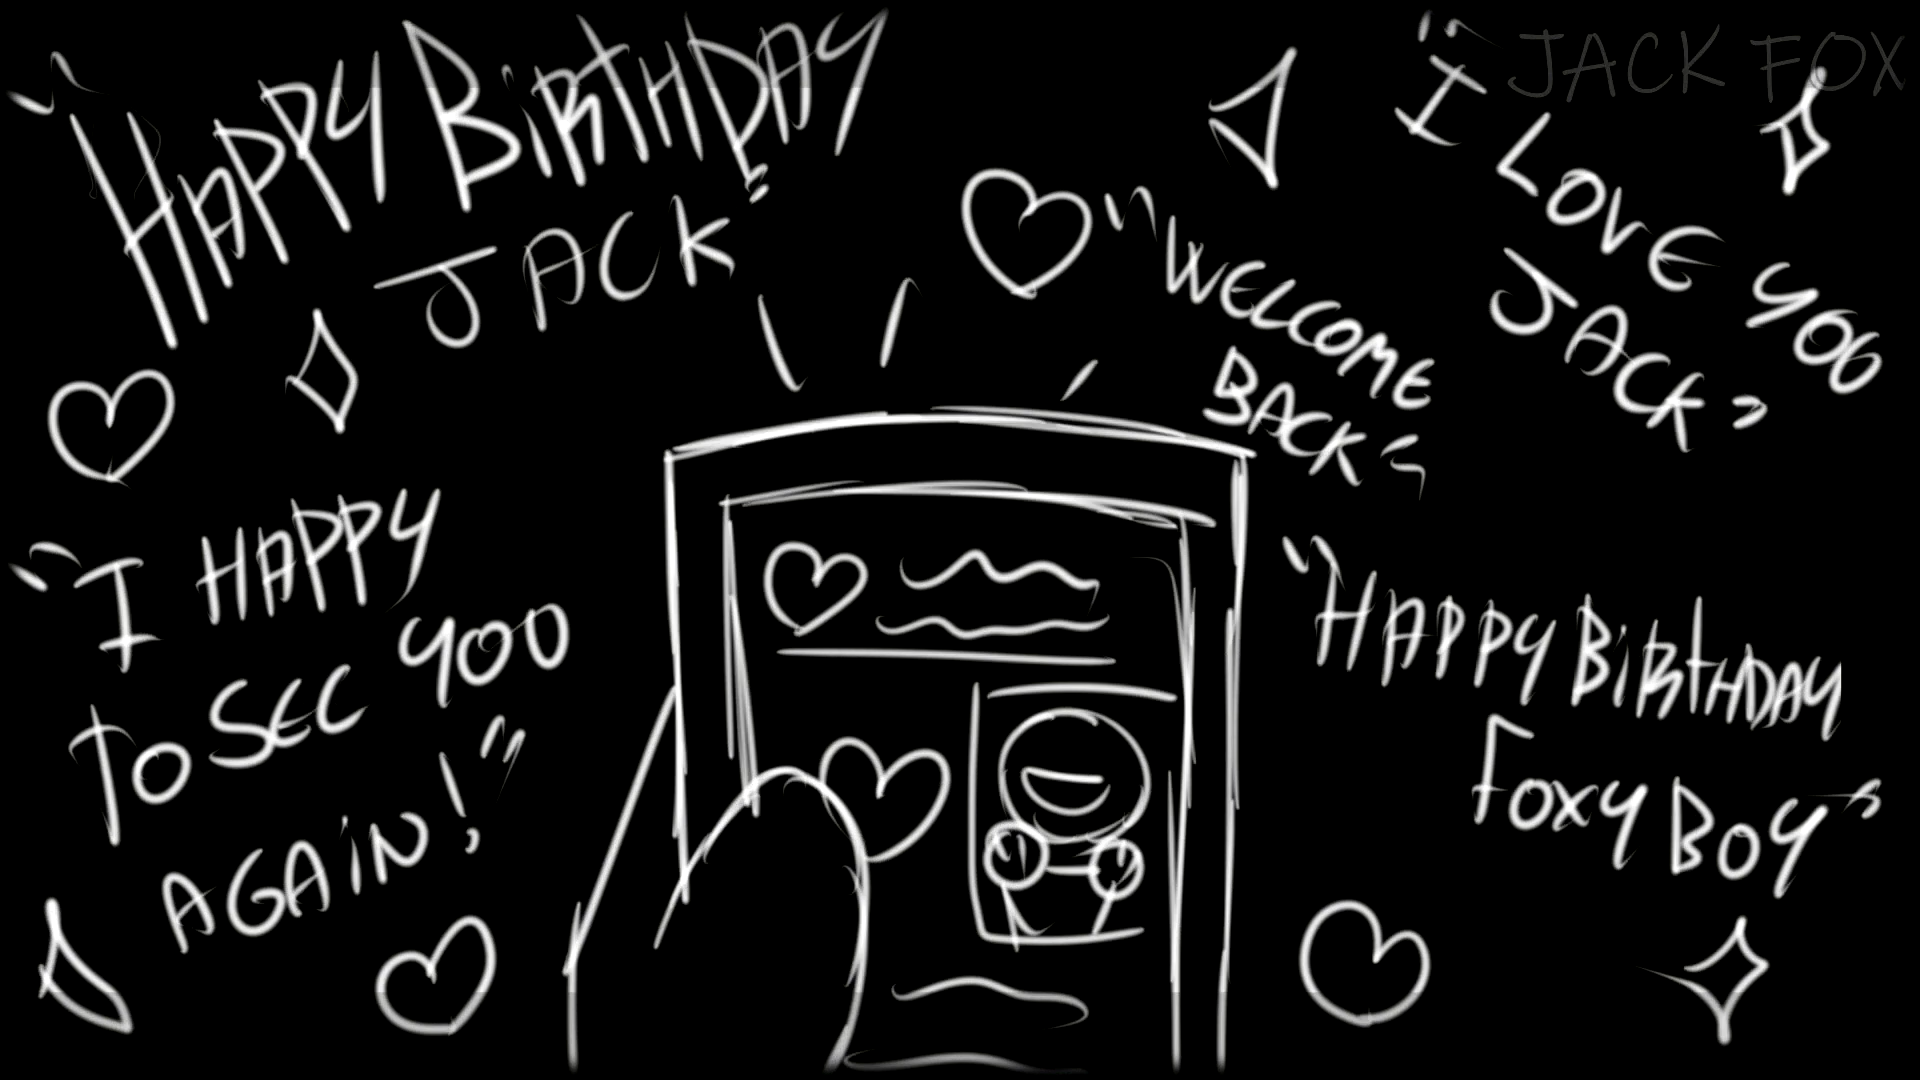 JACK FOX
"HAPPY BiRTHDAY
JACK"
"I LOVE YOU
JACK"
"WELCOME
BACK"
"I HAPPY
TO SEE YOU
AGAiN!"
"HAPPY BiRTHDAY
FOXY BOY"